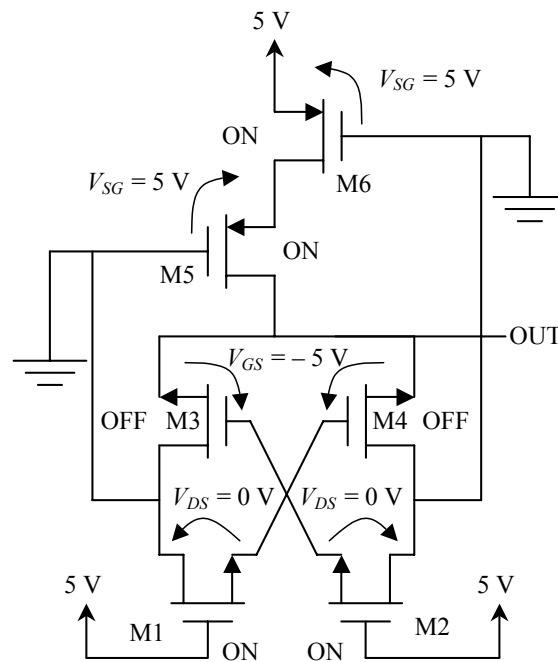 5 V
V_SG = 5 V
ON
M6
V_SG = 5 V
ON
M5
OUT
V_GS = – 5 V
OFF
M3
M4
OFF
V_DS = 0 V
V_DS = 0 V
5 V
5 V
M1
M2
ON
ON